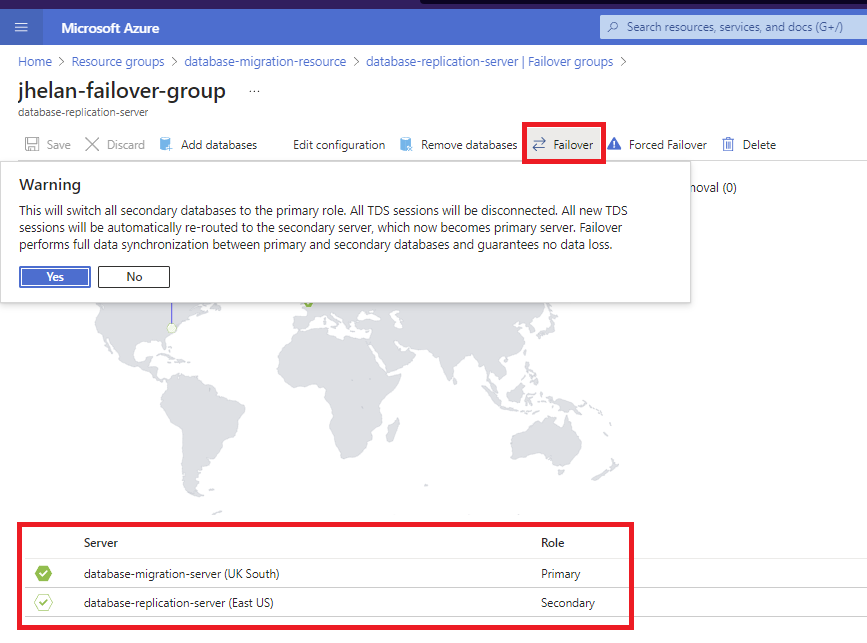 Microsoft Azure
Search resources, services, and docs (G+/)
Home > Resource groups > database-migration-resource > database-replication-server | Failover groups >
jhelan-failover-group ...
database-replication-server
Save Discard Add databases Edit configuration Remove databases Failover Forced Failover Delete
Warning
noval (0)
This will switch all secondary databases to the primary role. All TDS sessions will be disconnected. All new TDS
sessions will be automatically re-routed to the secondary server, which now becomes primary server. Failover
performs full data synchronization between primary and secondary databases and guarantees no data loss.
Yes No
Server Role
database-migration-server (UK South) Primary
database-replication-server (East US) Secondary